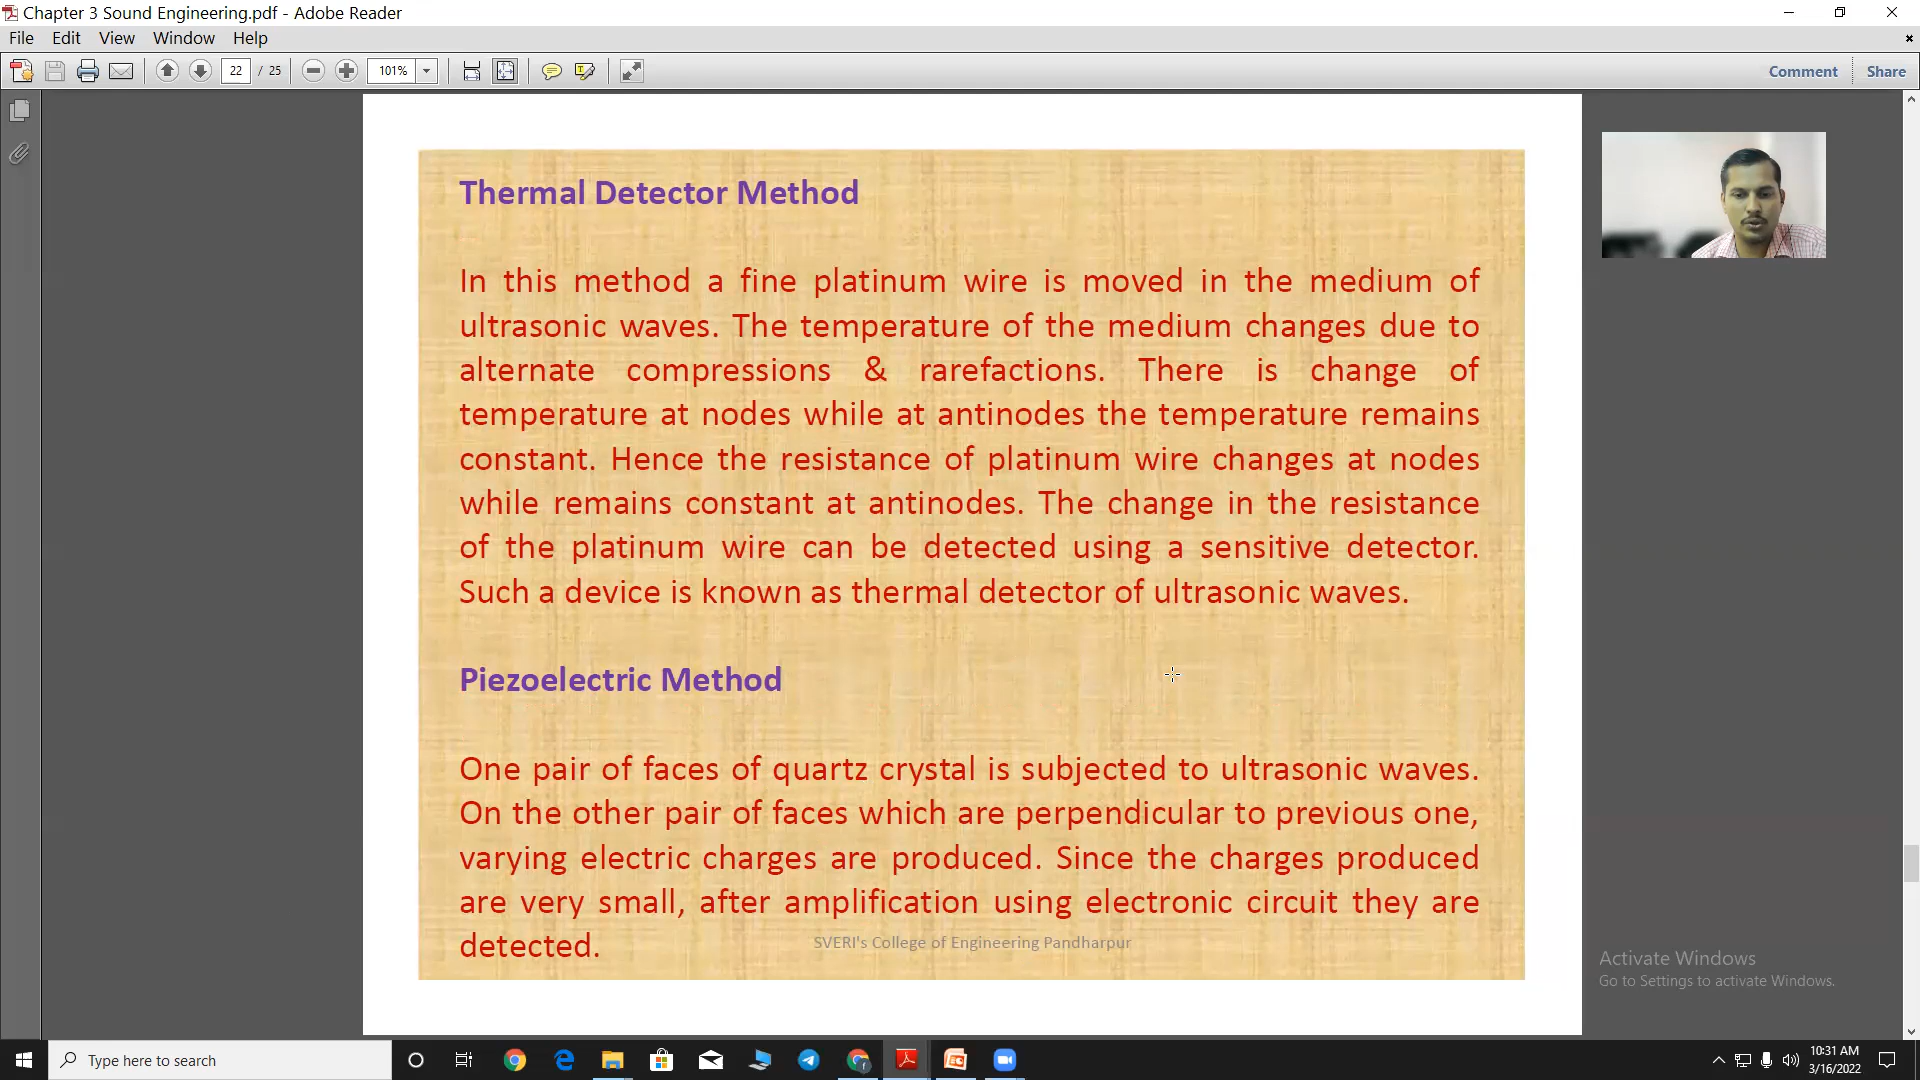 Chapter 3 Sound Engineering.pdf - Adobe Reader
File Edit View Window Help
22 / 25 101% Comment Share
Thermal Detector Method
In this method a fine platinum wire is moved in the medium of
ultrasonic waves. The temperature of the medium changes due to
alternate compressions & rarefactions. There is change of
temperature at nodes while at antinodes the temperature remains
constant. Hence the resistance of platinum wire changes at nodes
while remains constant at antinodes. The change in the resistance
of the platinum wire can be detected using a sensitive detector.
Such a device is known as thermal detector of ultrasonic waves.
Piezoelectric Method
One pair of faces of quartz crystal is subjected to ultrasonic waves.
On the other pair of faces which are perpendicular to previous one,
varying electric charges are produced. Since the charges produced
are very small, after amplification using electronic circuit they are
detected.
SVERI's College of Engineering Pandharpur
Activate Windows
Go to Settings to activate Windows.
Type here to search
10:31 AM
3/16/2022